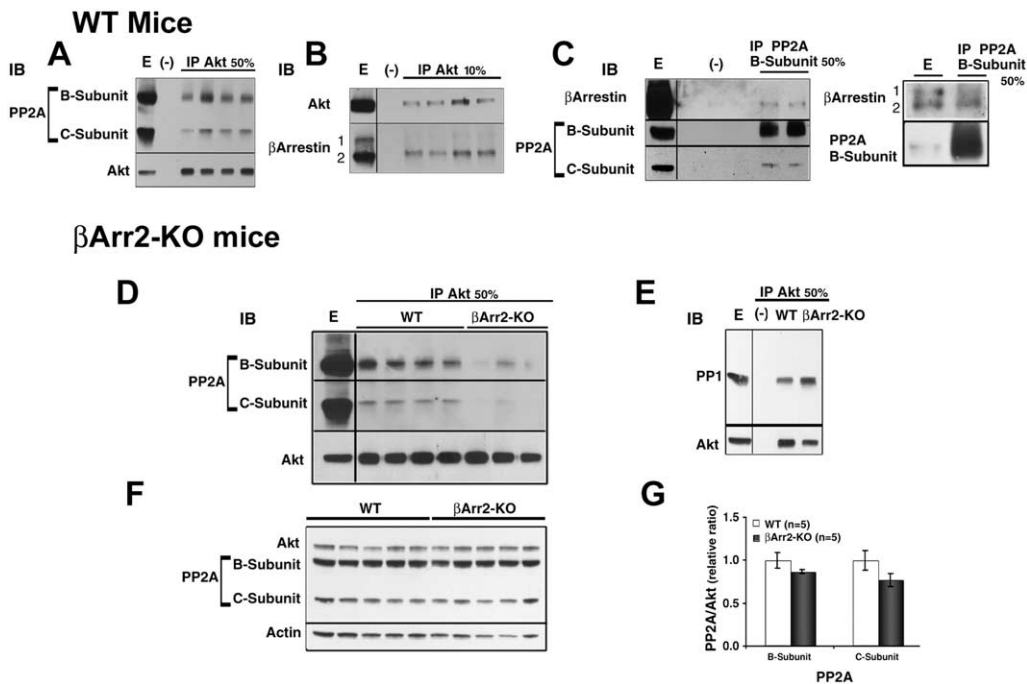 WT Mice
A
IB
E (-) IP Akt 50%
PP2A
B-Subunit
C-Subunit
Akt
B
IB
E (-) IP Akt 10%
Akt
βArrestin
1
2
C
IB
(-)
IP PP2A
B-Subunit 50%
E
βArrestin
PP2A
B-Subunit
C-Subunit
E
IP PP2A
B-Subunit
50%
βArrestin
1
2
PP2A
B-Subunit
βArr2-KO mice
D
IP Akt 50%
IB
E
WT
βArr2-KO
PP2A
B-Subunit
C-Subunit
Akt
E
IP Akt 50%
IB
E (-) WT βArr2-KO
PP1
Akt
F
WT
βArr2-KO
Akt
PP2A
B-Subunit
C-Subunit
Actin
G
PP2A/Akt (relative ratio)
1.5
1.0
0.5
0.0
WT (n=5)
βArr2-KO (n=5)
B-Subunit
C-Subunit
PP2A